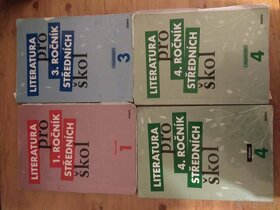 LITERATURA
pro
3. ROČNÍK
STŘEDNÍCH
škol
3
LITERATURA
pro
4. ROČNÍK
STŘEDNÍCH
škol
4
LITERATURA
pro
1. ROČNÍK
STŘEDNÍCH
škol
1
LITERATURA
pro
4. ROČNÍK
STŘEDNÍCH
škol
4